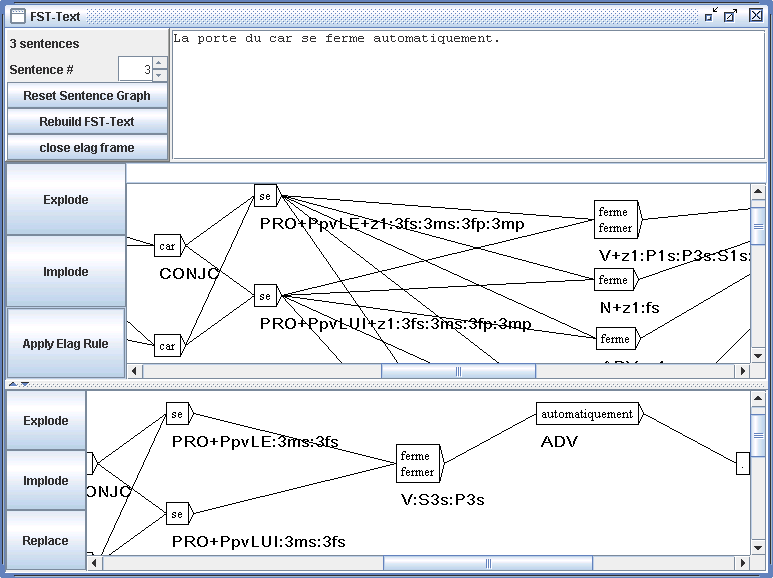 FST-Text
3 sentences
Sentence #
3
Reset Sentence Graph
Rebuild FST-Text
close elag frame
La porte du car se ferme automatiquement.
Explode
Implode
Apply Elag Rule
car
CONJC
car
se
PRO+PpvLE+z1:3fs:3ms:3fp:3mp
se
PRO+PpvLUI+z1:3fs:3ms:3fp:3mp
ferme
fermer
V+z1:P1s:P3s:S1s:
ferme
N+z1:fs
ferme
Explode
Implode
Replace
ONJC
se
PRO+PpvLE:3ms:3fs
se
PRO+PpvLUI:3ms:3fs
ferme
fermer
V:S3s:P3s
automatiquement
ADV
.